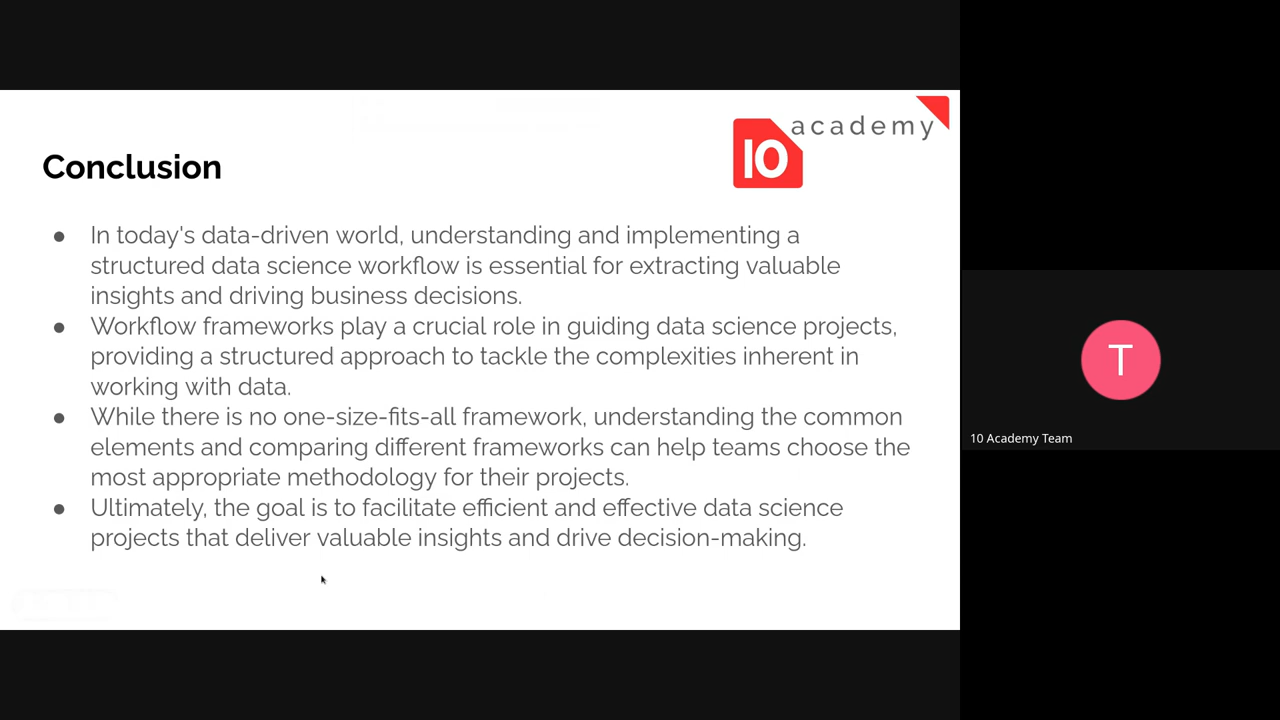 10 academy
Conclusion
● In today's data-driven world, understanding and implementing a
structured data science workflow is essential for extracting valuable
insights and driving business decisions.
● Workflow frameworks play a crucial role in guiding data science projects,
providing a structured approach to tackle the complexities inherent in
working with data.
● While there is no one-size-fits-all framework, understanding the common
elements and comparing different frameworks can help teams choose the
most appropriate methodology for their projects.
● Ultimately, the goal is to facilitate efficient and effective data science
projects that deliver valuable insights and drive decision-making.
T
10 Academy Team